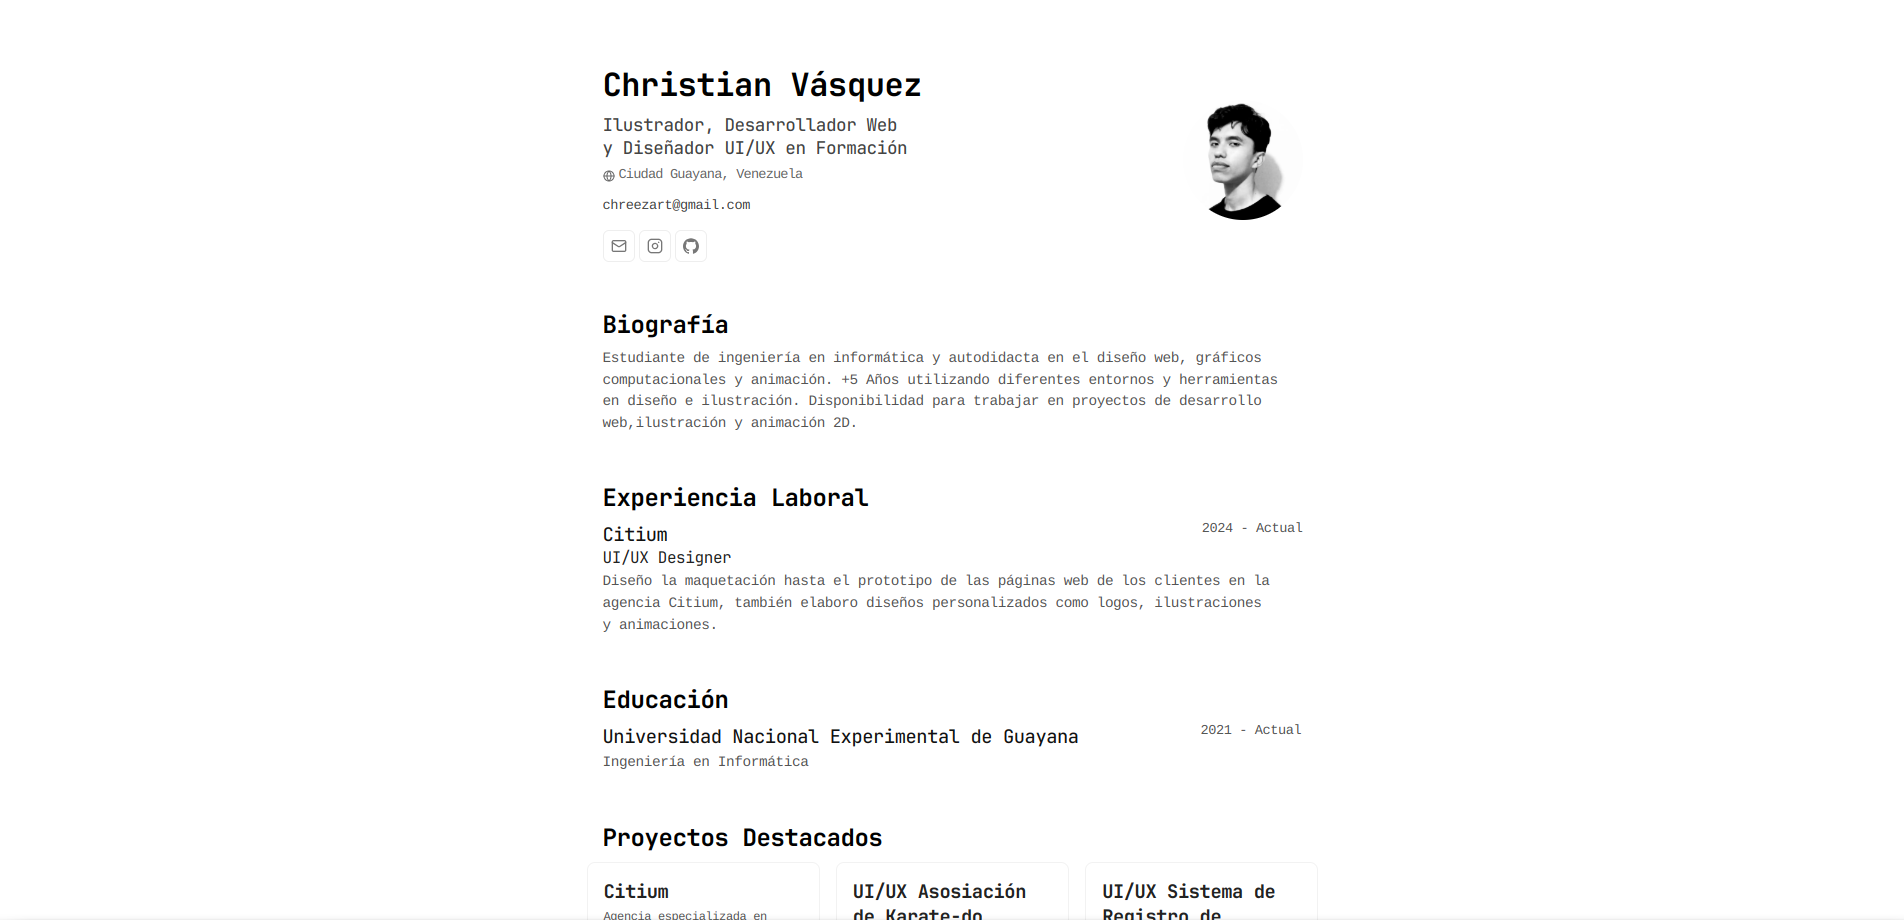 Christian Vásquez
Ilustrador, Desarrollador Web
y Diseñador UI/UX en Formación
Ciudad Guayana, Venezuela
chreezart@gmail.com
Biografía
Estudiante de ingeniería en informática y autodidacta en el diseño web, gráficos
computacionales y animación. +5 Años utilizando diferentes entornos y herramientas
en diseño e ilustración. Disponibilidad para trabajar en proyectos de desarrollo
web,ilustración y animación 2D.
Experiencia Laboral
Citium
2024 - Actual
UI/UX Designer
Diseño la maquetación hasta el prototipo de las páginas web de los clientes en la
agencia Citium, también elaboro diseños personalizados como logos, ilustraciones
y animaciones.
Educación
Universidad Nacional Experimental de Guayana
2021 - Actual
Ingeniería en Informática
Proyectos Destacados
Citium
Agencia especializada en
UI/UX Asosiación
de Karate-do
UI/UX Sistema de
Registro de